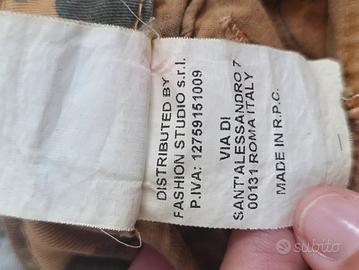 DISTRIBUTED BY
FASHION STUDIO s.r.l.
P.IVA: 12759151009
VIA DI
SANT'ALESSANDRO 7
00131 ROMA ITALY
MADE IN R.P.C.
subito